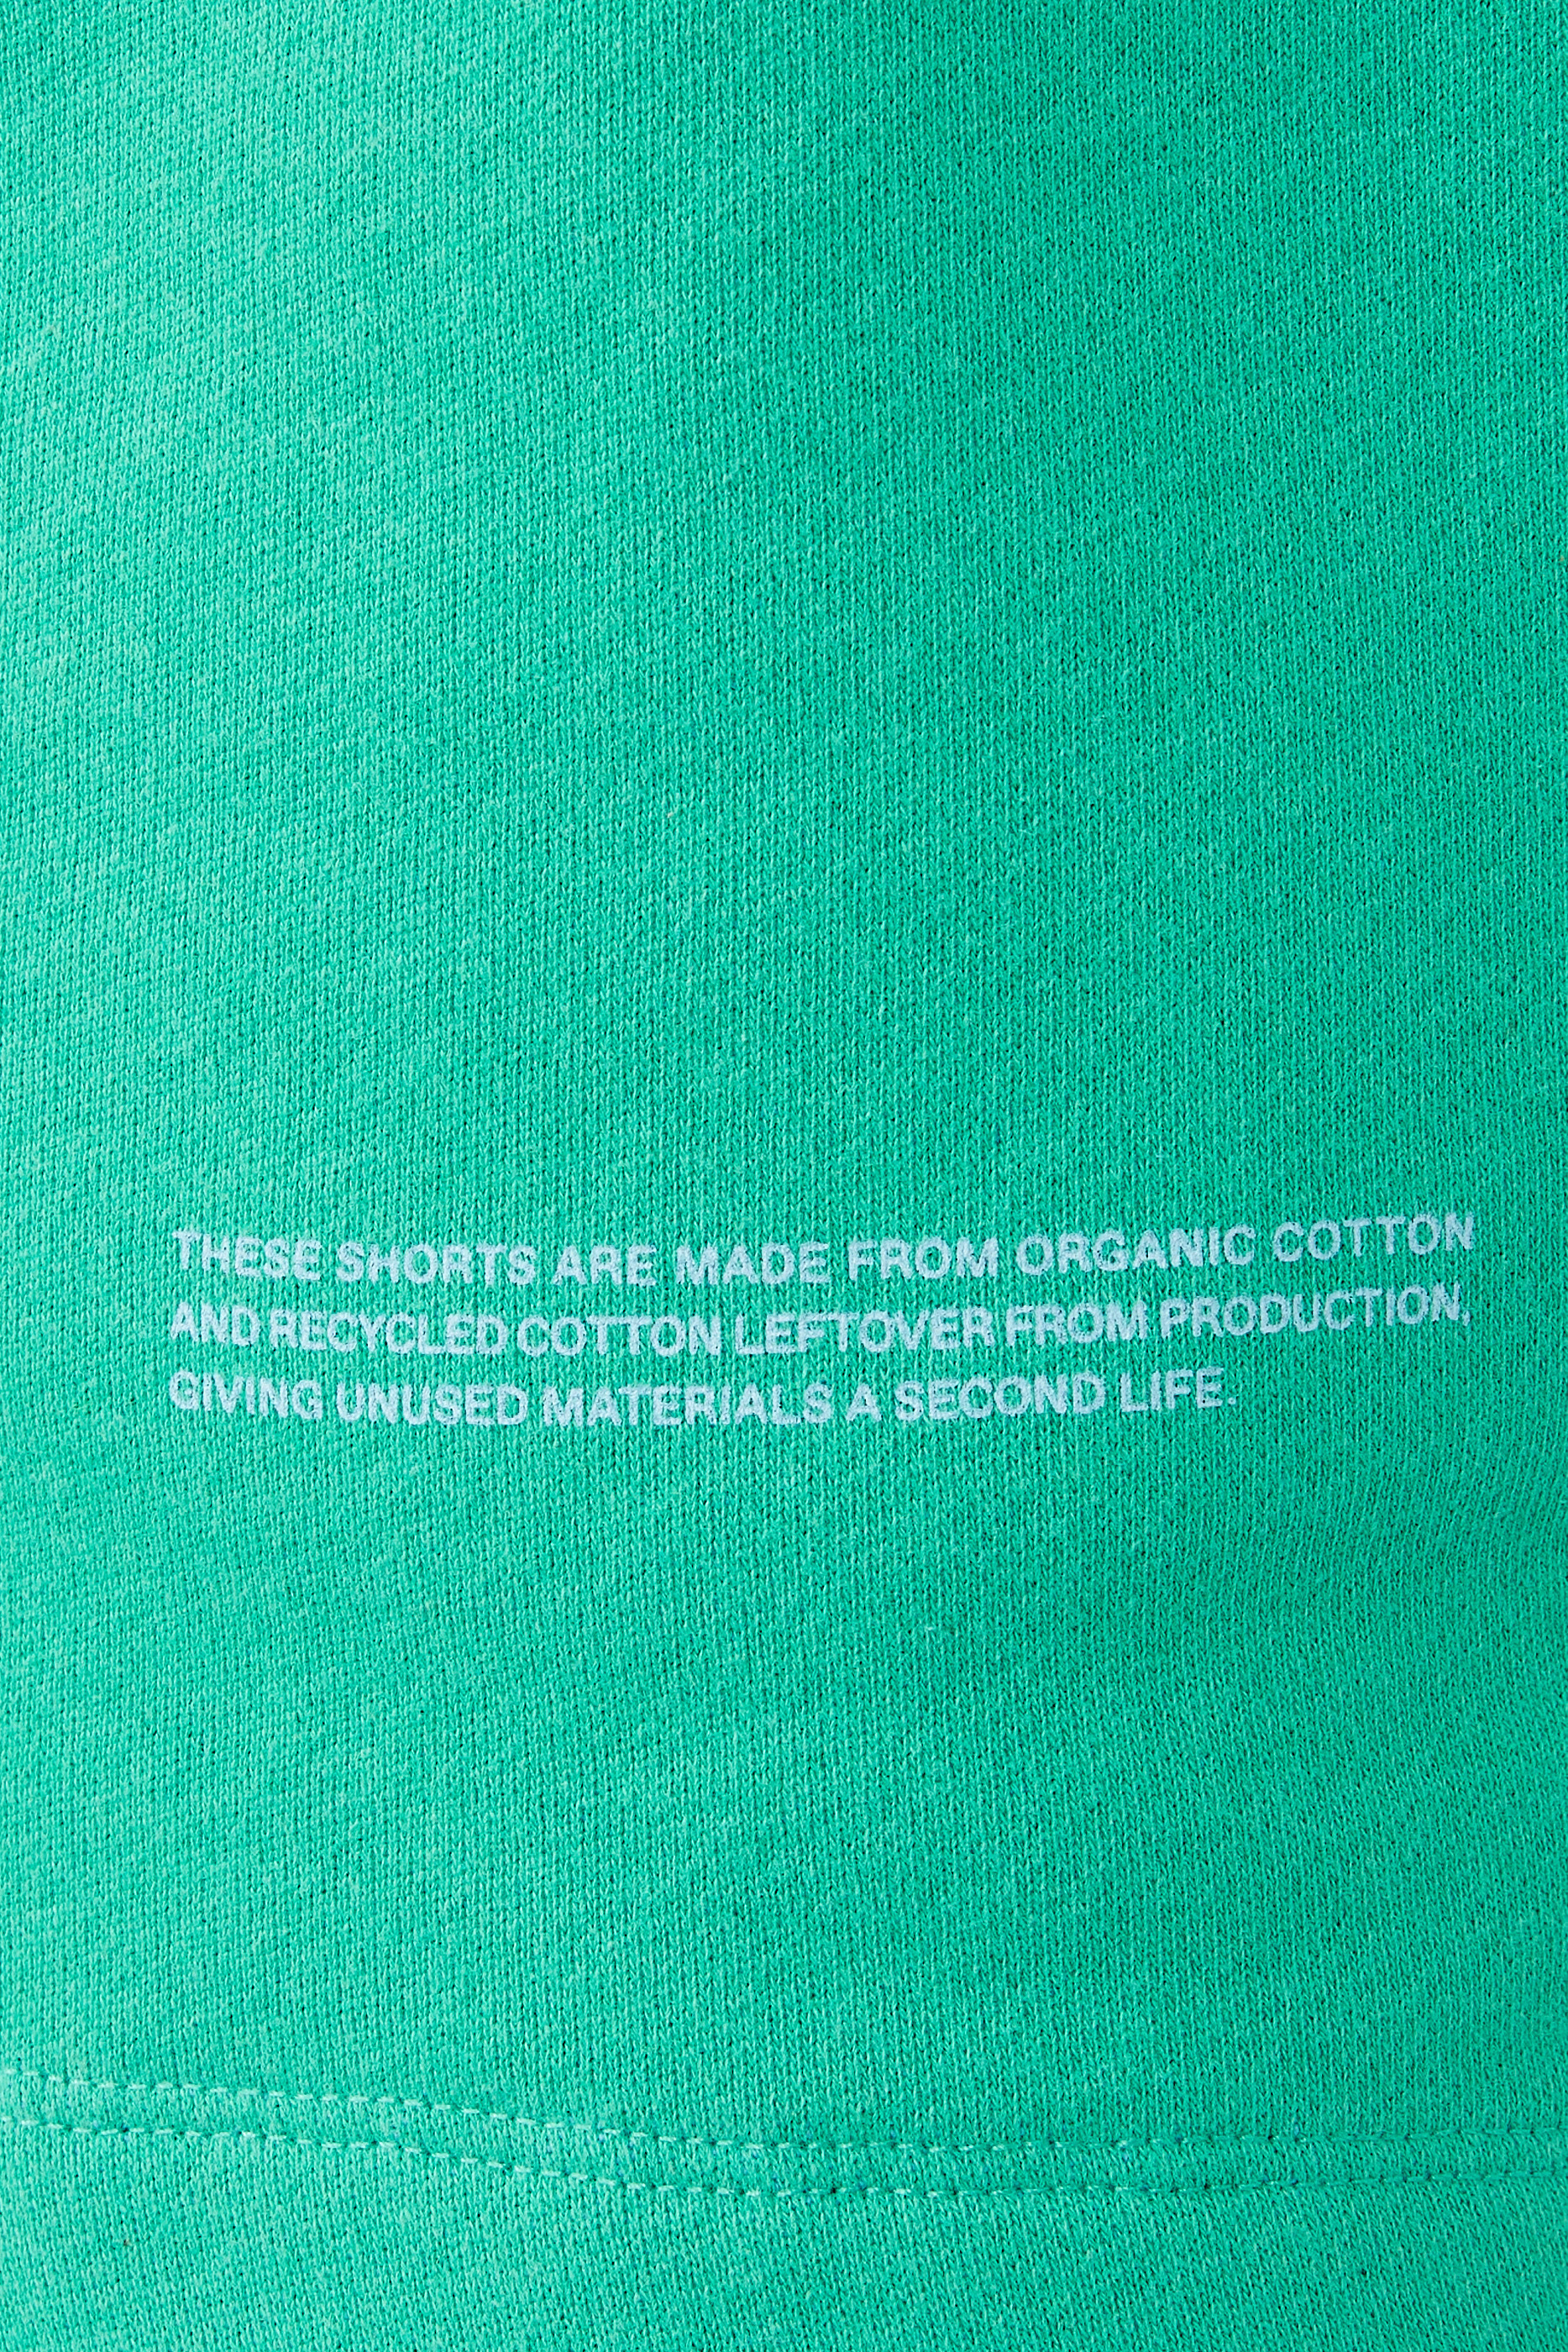 THESE SHORTS ARE MADE FROM ORGANIC COTTON
AND RECYCLED COTTON LEFTOVER FROM PRODUCTION,
GIVING UNUSED MATERIALS A SECOND LIFE.